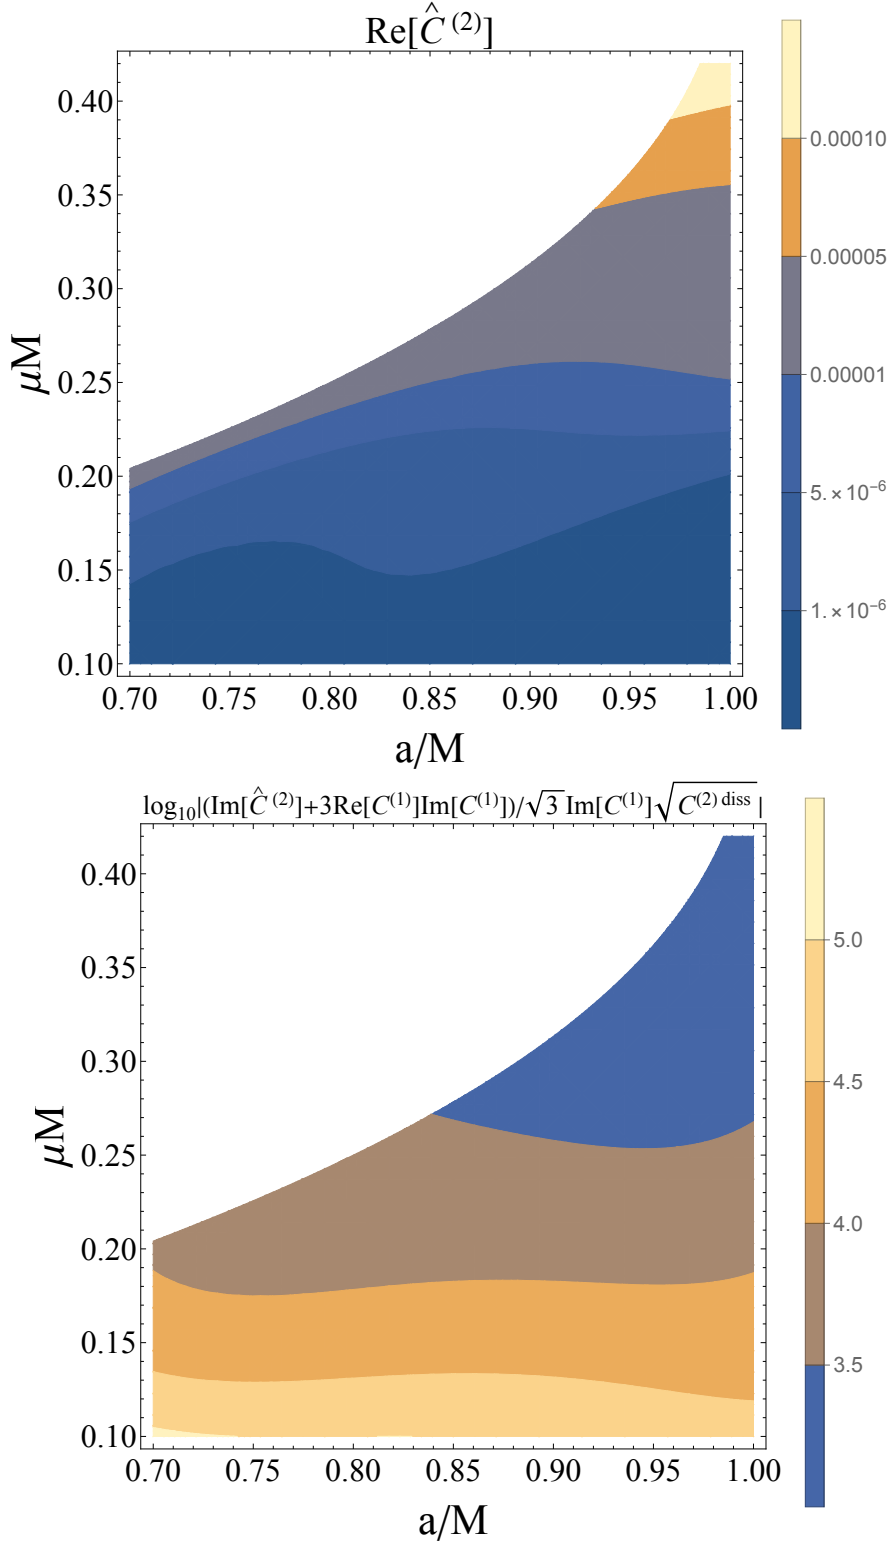 Re[Ĉ⁽²⁾]
0.40
0.35
0.30
0.25
0.20
0.15
0.10
μM
0.70 0.75 0.80 0.85 0.90 0.95 1.00
a/M
0.00010
0.00005
0.00001
5.×10⁻⁶
1.×10⁻⁶
log₁₀|(Im[Ĉ⁽²⁾]+3Re[C⁽¹⁾]Im[C⁽¹⁾])/√3 Im[C⁽¹⁾]√C⁽²⁾ ᵈⁱˢˢ |
0.40
0.35
0.30
0.25
0.20
0.15
0.10
μM
0.70 0.75 0.80 0.85 0.90 0.95 1.00
a/M
5.0
4.5
4.0
3.5